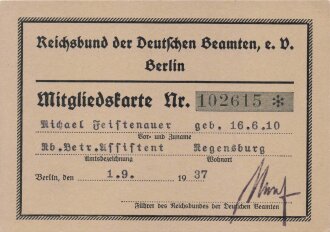 Reichsbund der Deutschen Beamten, e. V.
Berlin
Mitgliedskarte Nr. 102615 *
Michael Feistenauer geb. 16.6.10
Vor- und Zuname
Rb.Betr.Assistent Regensburg
Amtsbezeichnung Wohnort
Berlin, den 1.9. 19 37
Führer des Reichsbundes der Deutschen Beamten